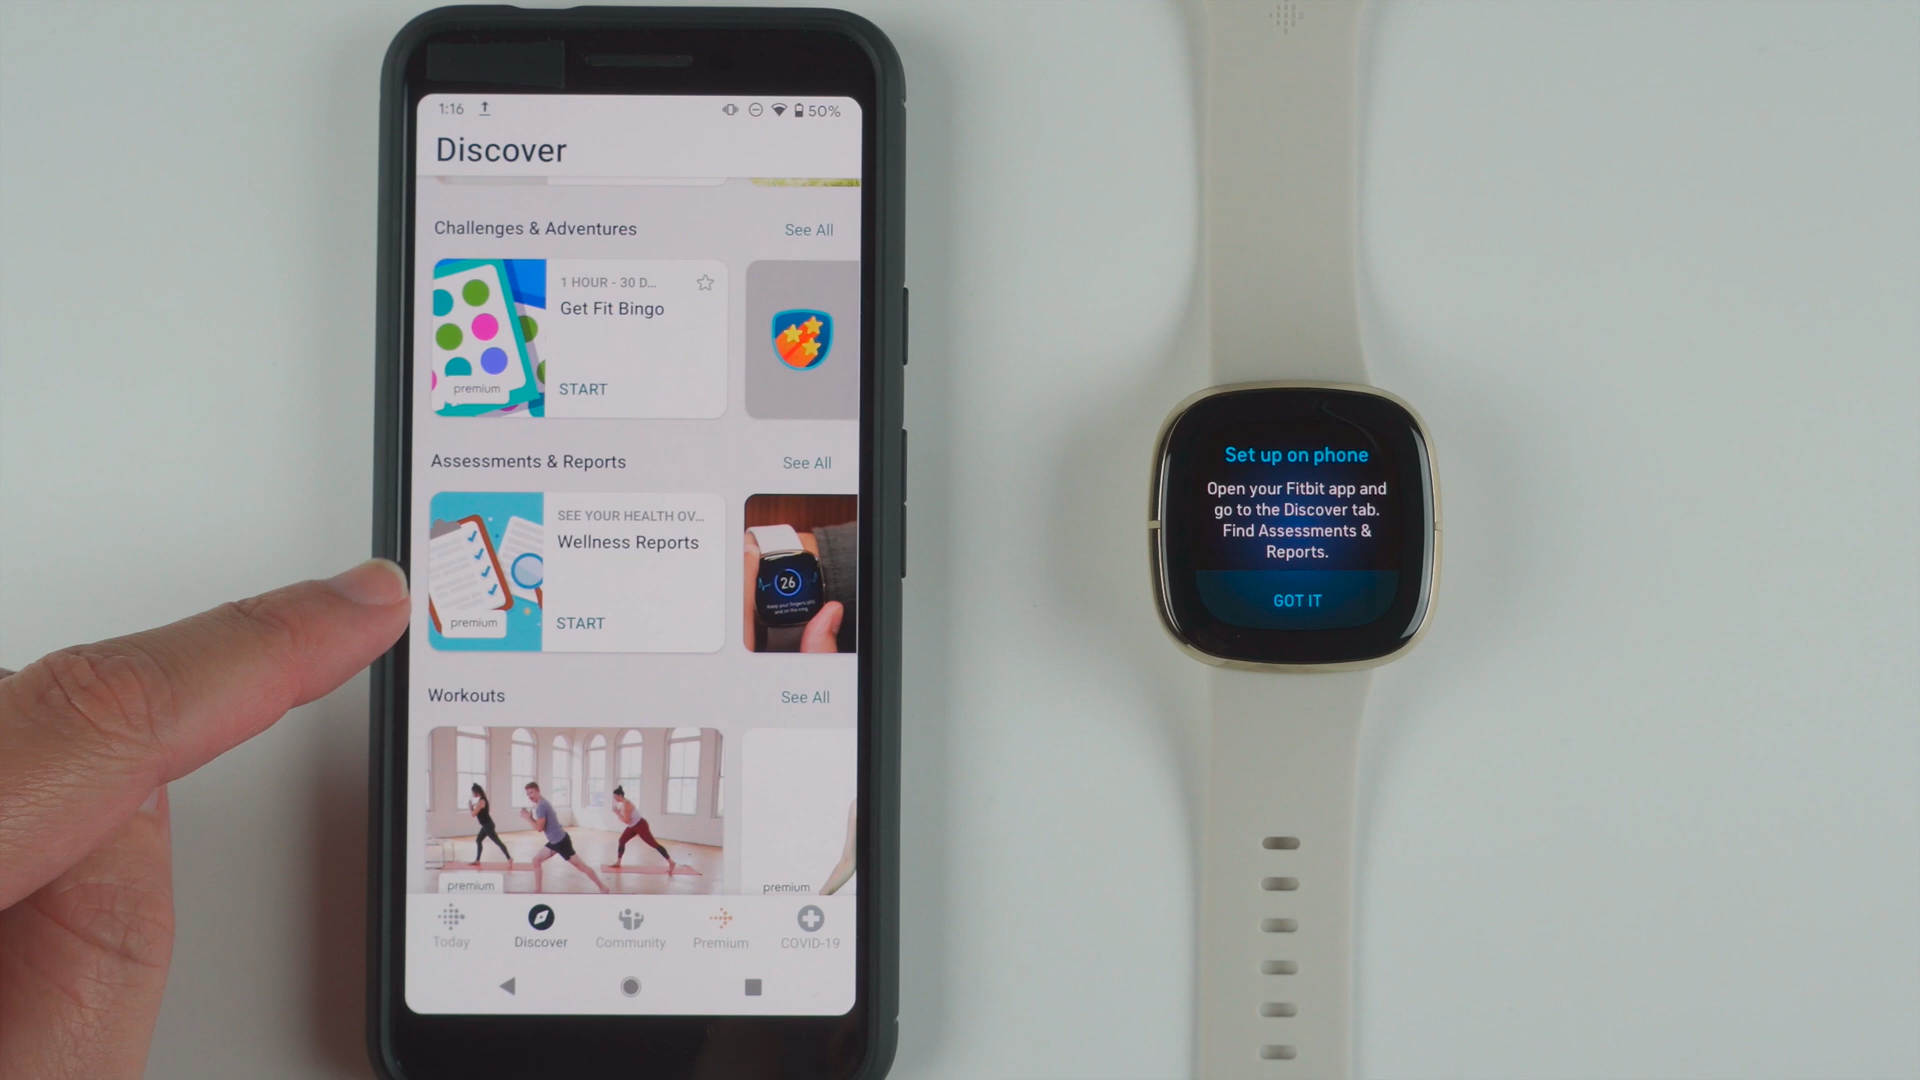 1:16
50%
Discover
Challenges & Adventures
See All
1 HOUR - 30 D...
Get Fit Bingo
premium
START
Assessments & Reports
See All
SEE YOUR HEALTH OV...
Wellness Reports
premium
START
26
Workouts
See All
premium
premium
Today
Discover
Community
Premium
COVID-19
Set up on phone
Open your Fitbit app and
go to the Discover tab.
Find Assessments &
Reports.
GOT IT